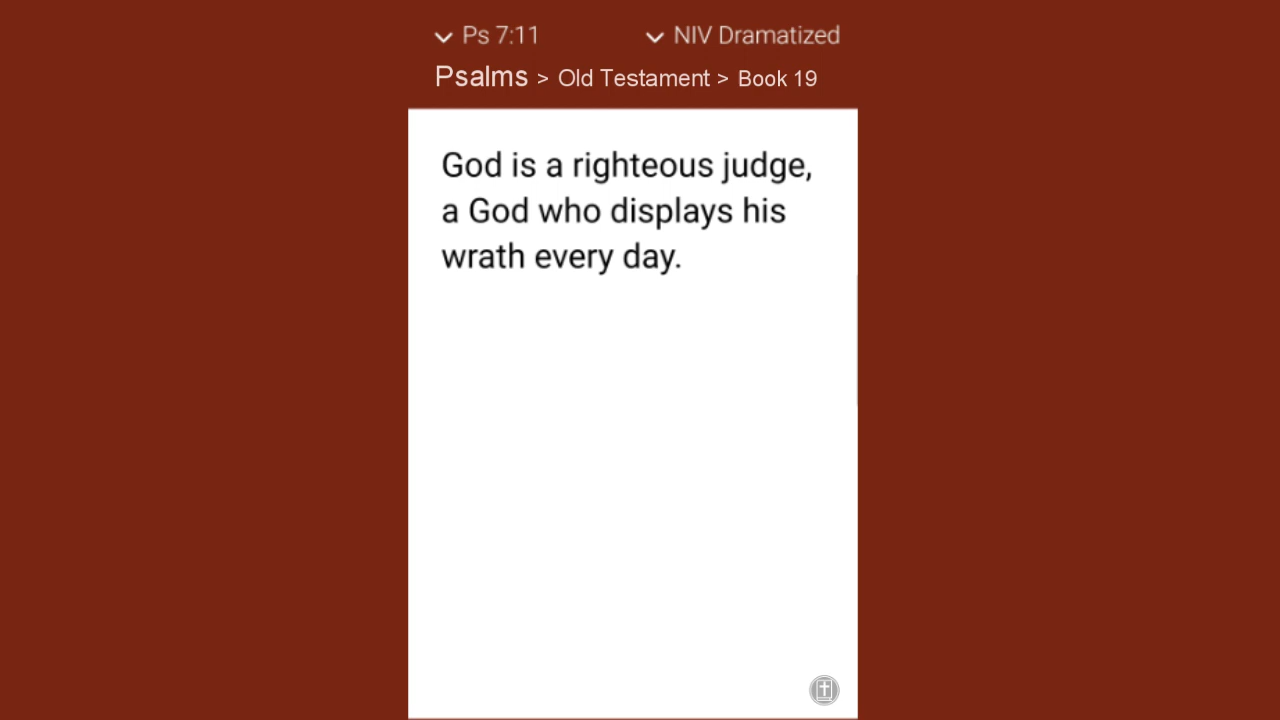 Ps 7:11 NIV Dramatized
Psalms > Old Testament > Book 19
God is a righteous judge,
a God who displays his
wrath every day.